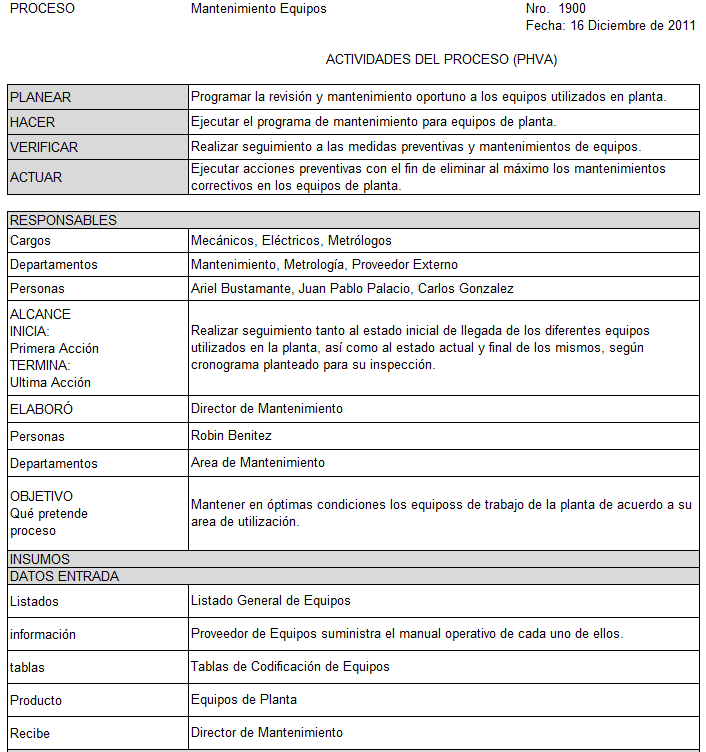 PROCESO Mantenimiento Equipos Nro. 1900
Fecha: 16 Diciembre de 2011
ACTIVIDADES DEL PROCESO (PHVA)
PLANEAR Programar la revisión y mantenimiento oportuno a los equipos utilizados en planta.
HACER Ejecutar el programa de mantenimiento para equipos de planta.
VERIFICAR Realizar seguimiento a las medidas preventivas y mantenimientos de equipos.
ACTUAR Ejecutar acciones preventivas con el fin de eliminar al máximo los mantenimientos
correctivos en los equipos de planta.
RESPONSABLES
Cargos Mecánicos, Eléctricos, Metrólogos
Departamentos Mantenimiento, Metrología, Proveedor Externo
Personas Ariel Bustamante, Juan Pablo Palacio, Carlos Gonzalez
ALCANCE
INICIA:
Primera Acción
TERMINA:
Ultima Acción
Realizar seguimiento tanto al estado inicial de llegada de los diferentes equipos
utilizados en la planta, así como al estado actual y final de los mismos, según
cronograma planteado para su inspección.
ELABORÓ Director de Mantenimiento
Personas Robin Benitez
Departamentos Area de Mantenimiento
OBJETIVO
Qué pretende
proceso
Mantener en óptimas condiciones los equiposs de trabajo de la planta de acuerdo a su
area de utilización.
INSUMOS
DATOS ENTRADA
Listados Listado General de Equipos
información Proveedor de Equipos suministra el manual operativo de cada uno de ellos.
tablas Tablas de Codificación de Equipos
Producto Equipos de Planta
Recibe Director de Mantenimiento